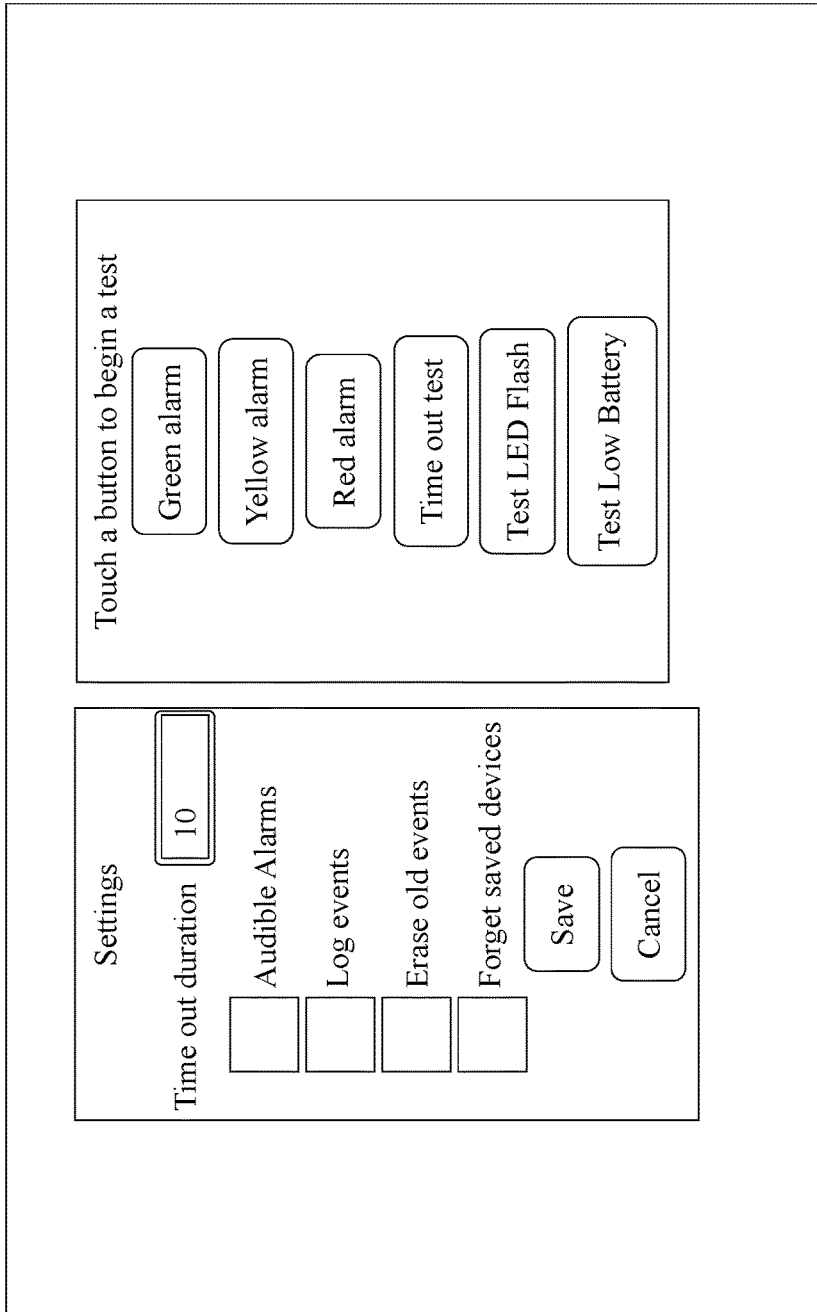 Settings
Time out duration 10
Audible Alarms
Log events
Erase old events
Forget saved devices
Save
Cancel
Touch a button to begin a test
Green alarm
Yellow alarm
Red alarm
Time out test
Test LED Flash
Test Low Battery